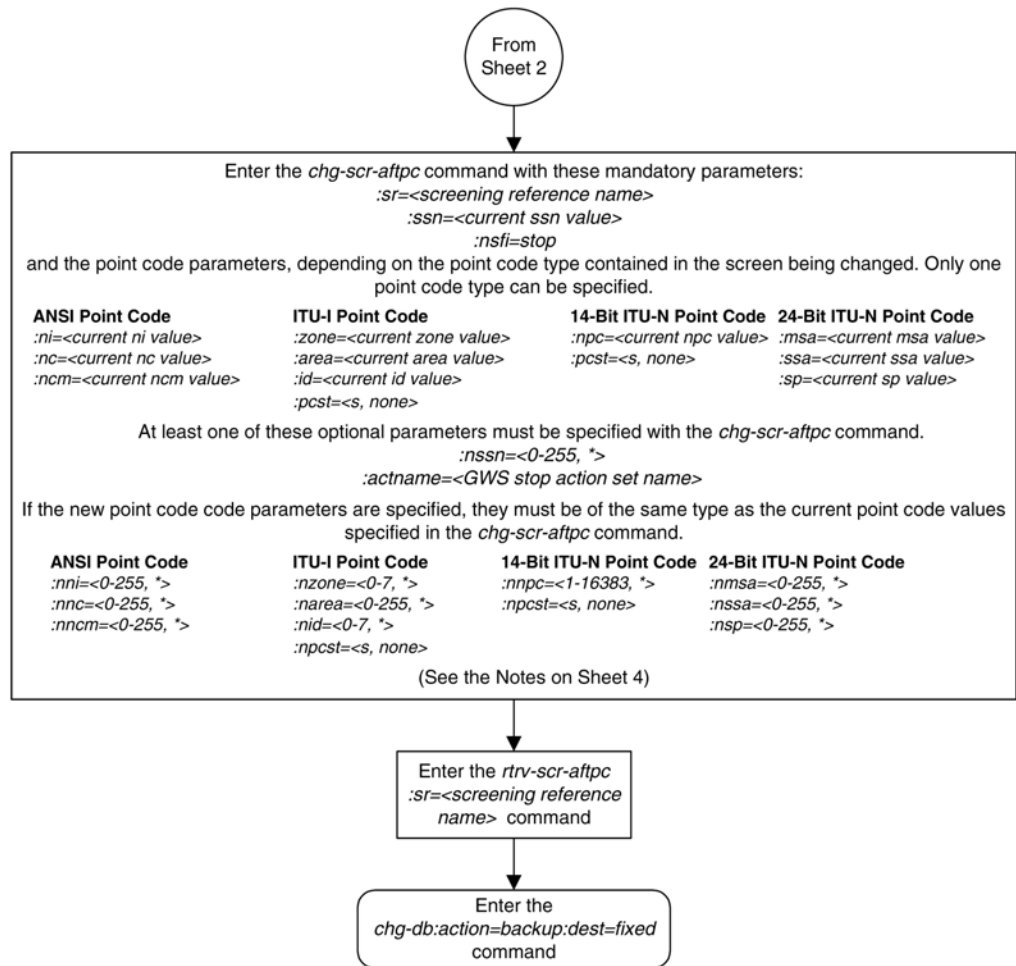 From
Sheet 2
Enter the chg-scr-aftpc command with these mandatory parameters:
:sr=<screening reference name>
:ssn=<current ssn value>
:nsfi=stop
and the point code parameters, depending on the point code type contained in the screen being changed. Only one
point code type can be specified.
ANSI Point Code
:ni=<current ni value>
:nc=<current nc value>
:ncm=<current ncm value>
ITU-I Point Code
:zone=<current zone value>
:area=<current area value>
:id=<current id value>
:pcst=<s, none>
14-Bit ITU-N Point Code
:npc=<current npc value>
:pcst=<s, none>
24-Bit ITU-N Point Code
:msa=<current msa value>
:ssa=<current ssa value>
:sp=<current sp value>
At least one of these optional parameters must be specified with the chg-scr-aftpc command.
:nssn=<0-255, *>
:actname=<GWS stop action set name>
If the new point code code parameters are specified, they must be of the same type as the current point code values
specified in the chg-scr-aftpc command.
ANSI Point Code
:nni=<0-255, *>
:nnc=<0-255, *>
:nncm=<0-255, *>
ITU-I Point Code
:nzone=<0-7, *>
:narea=<0-255, *>
:nid=<0-7, *>
:npcst=<s, none>
14-Bit ITU-N Point Code
:nnpc=<1-16383, *>
:npcst=<s, none>
24-Bit ITU-N Point Code
:nmsa=<0-255, *>
:nssa=<0-255, *>
:nsp=<0-255, *>
(See the Notes on Sheet 4)
Enter the rtrv-scr-aftpc
:sr=<screening reference
name> command
Enter the
chg-db:action=backup:dest=fixed
command